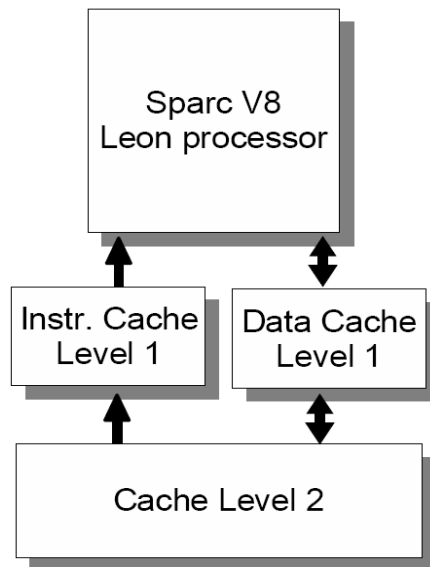 Sparc V8
Leon processor
Instr. Cache
Level 1
Data Cache
Level 1
Cache Level 2